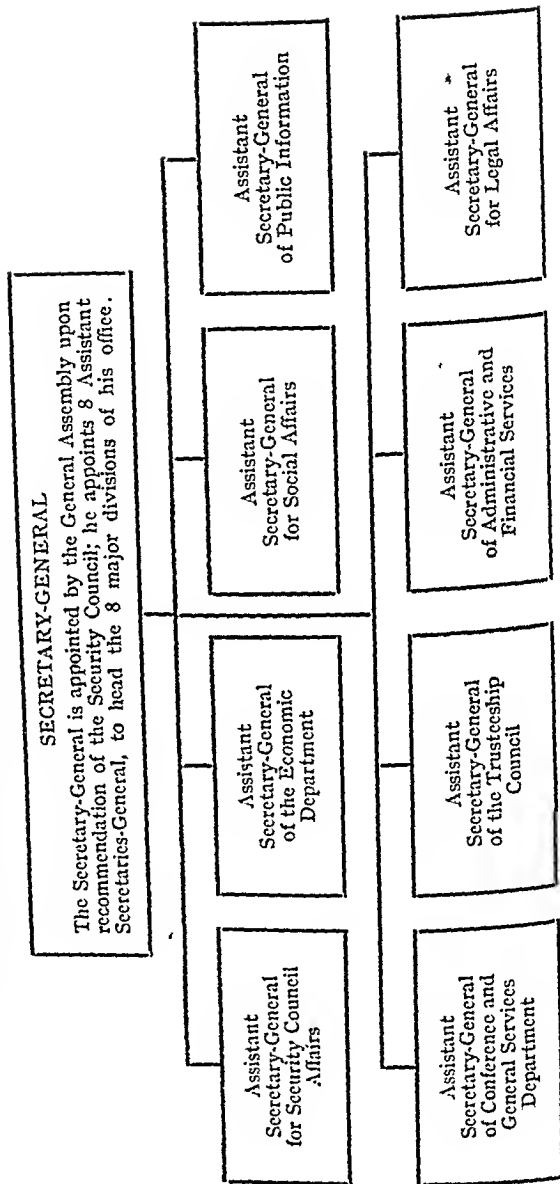 SECRETARY-GENERAL
The Secretary-General is appointed by the General Assembly upon
recommendation of the Security Council; he appoints 8 Assistant
Secretaries-General, to head the 8 major divisions of his office.
Assistant
Secretary-General
for Security Council
Affairs
Assistant
Secretary-General
of the Economic
Department
Assistant
Secretary-General
for Social Affairs
Assistant
Secretary-General
of Public Information
Assistant
Secretary-General
of Conference and
General Services
Department
Assistant
Secretary-General
of the Trusteeship
Council
Assistant
Secretary-General
of Administrative and
Financial Services
Assistant
Secretary-General
for Legal Affairs